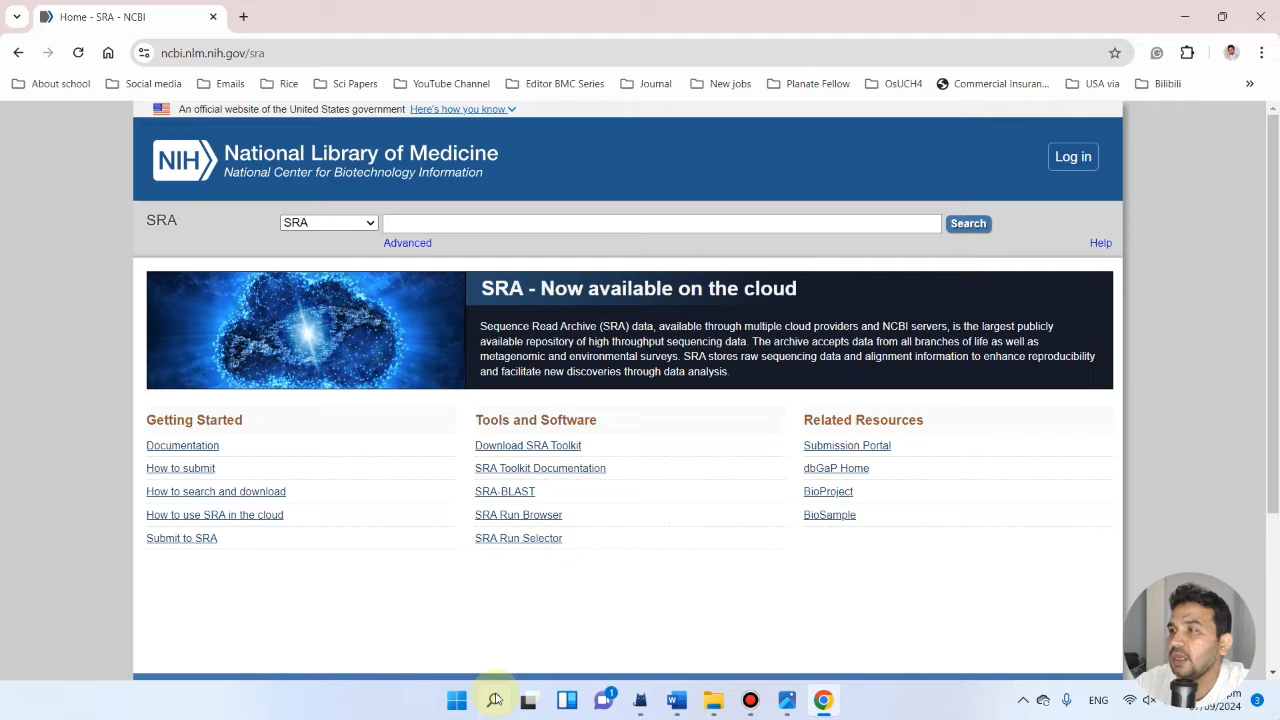 Home - SRA - NCBI
ncbi.nlm.nih.gov/sra
About school
Social media
Emails
Rice
Sci Papers
YouTube Channel
Editor BMC Series
Journal
New jobs
Planate Fellow
OsUCH4
Commercial Insuran...
USA via
Bilibili
An official website of the United States government Here's how you know
NIH
National Library of Medicine
National Center for Biotechnology Information
Log in
SRA
SRA
Search
Advanced
Help
SRA - Now available on the cloud
Sequence Read Archive (SRA) data, available through multiple cloud providers and NCBI servers, is the largest publicly
available repository of high throughput sequencing data. The archive accepts data from all branches of life as well as
metagenomic and environmental surveys. SRA stores raw sequencing data and alignment information to enhance reproducibility
and facilitate new discoveries through data analysis.
Getting Started
Documentation
How to submit
How to search and download
How to use SRA in the cloud
Submit to SRA
Tools and Software
Download SRA Toolkit
SRA Toolkit Documentation
SRA-BLAST
SRA Run Browser
SRA Run Selector
Related Resources
Submission Portal
dbGaP Home
BioProject
BioSample
1
W
ENG
/09/2024
3